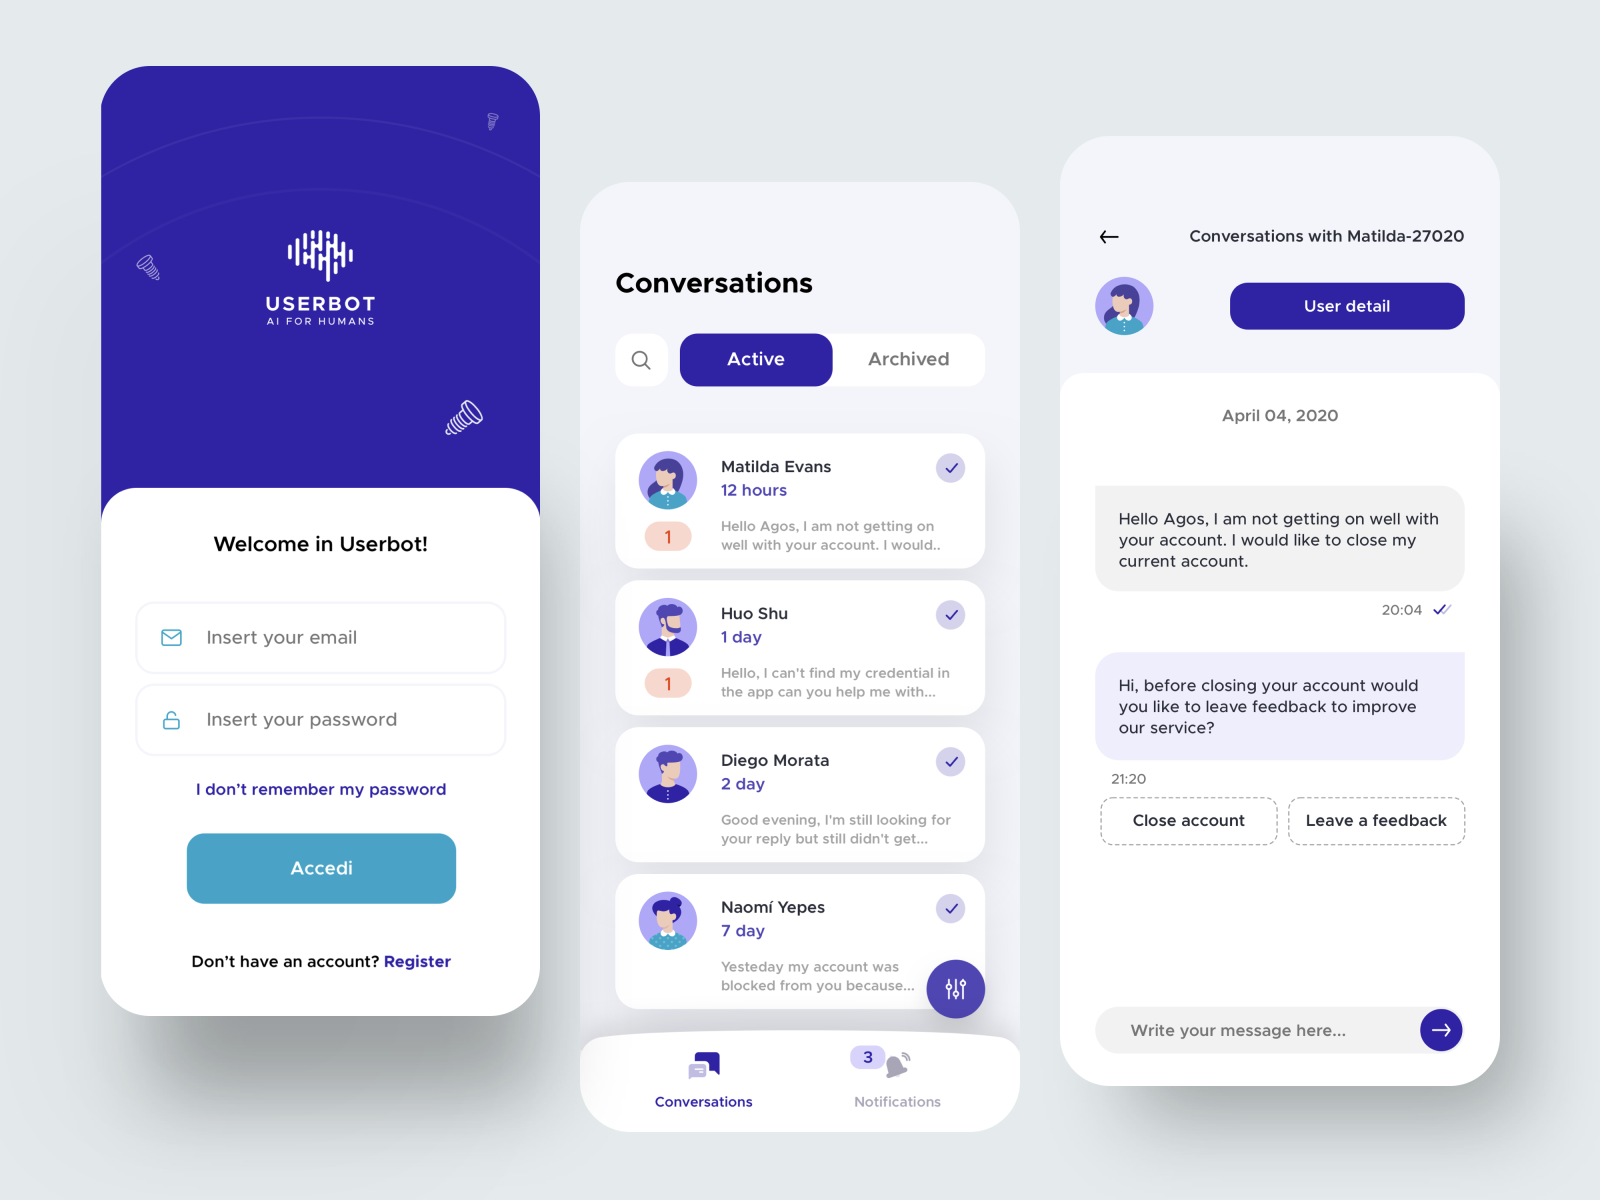 USERBOT
AI FOR HUMANS
Welcome in Userbot!
Insert your email
Insert your password
I don't remember my password
Accedi
Don't have an account? Register
Conversations
Active
Archived
Matilda Evans
12 hours
1
Hello Agos, I am not getting on
well with your account. I would..
Huo Shu
1 day
1
Hello, I can't find my credential in
the app can you help me with...
Diego Morata
2 day
Good evening, I'm still looking for
your reply but still didn't get...
Naomí Yepes
7 day
Yesteday my account was
blocked from you because...
3
Conversations
Notifications
Conversations with Matilda-27020
User detail
April 04, 2020
Hello Agos, I am not getting on well with
your account. I would like to close my
current account.
20:04
Hi, before closing your account would
you like to leave feedback to improve
our service?
21:20
Close account
Leave a feedback
Write your message here...